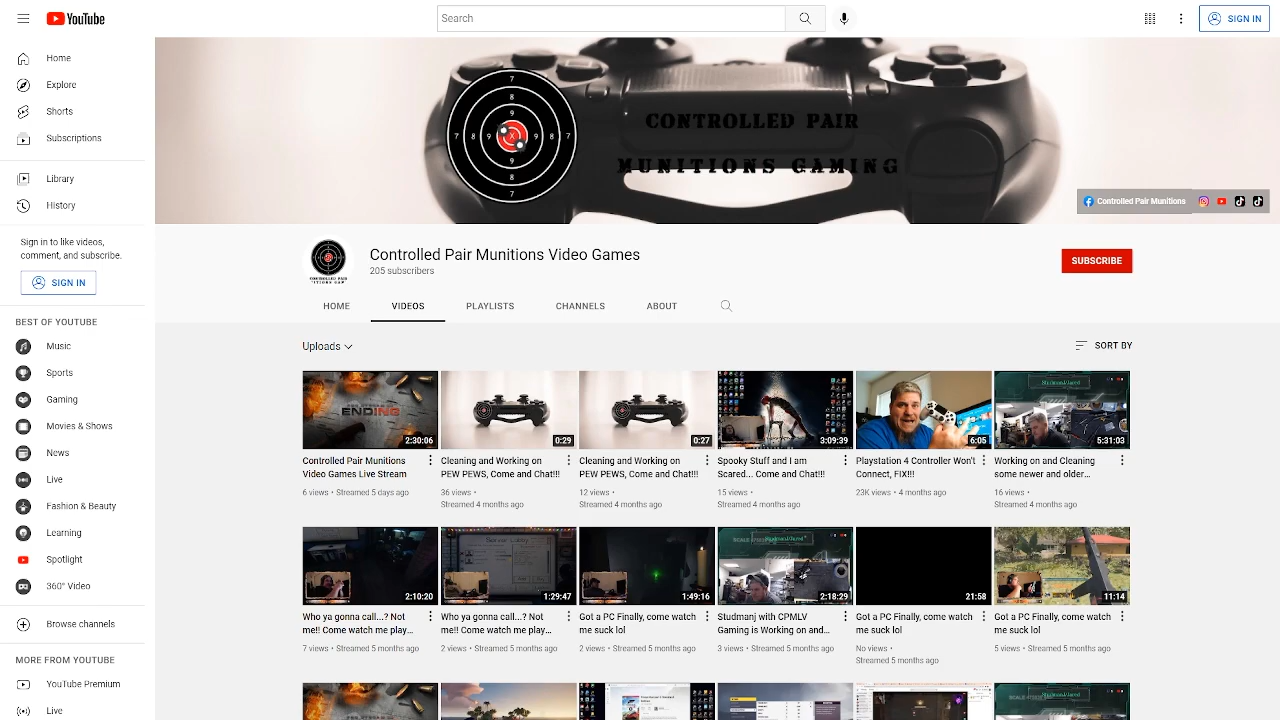 YouTube
Search
SIGN IN
Home
Explore
Shorts
Subscriptions
Library
History
Sign in to like videos,
comment, and subscribe.
SIGN IN
BEST OF YOUTUBE
Music
Sports
Gaming
Movies & Shows
News
Live
Fashion & Beauty
Learning
Spotlight
360° Video
Browse channels
MORE FROM YOUTUBE
YouTube Premium
7
8
9
7 8 9 X 9 8 7
9
8
7
CONTROLLED PAIR
MUNITIONS GAMING
Controlled Pair Munitions
Controlled Pair Munitions Video Games
205 subscribers
SUBSCRIBE
HOME VIDEOS PLAYLISTS CHANNELS ABOUT
Uploads
SORT BY
ENDING
2:30:06
Controlled Pair Munitions
Video Games Live Stream
6 views • Streamed 5 days ago
0:29
Cleaning and Working on
PEW PEWS, Come and Chat!!!
36 views •
Streamed 4 months ago
0:27
Cleaning and Working on
PEW PEWS, Come and Chat!!!
12 views •
Streamed 4 months ago
3:09:39
Spooky Stuff and I am
Scared... Come and Chat!!!
15 views •
Streamed 4 months ago
6:05
Playstation 4 Controller Won't
Connect, FIX!!!
23K views • 4 months ago
5:31:03
Working on and Cleaning
some newer and older...
16 views •
Streamed 4 months ago
2:10:20
Who ya gonna call...? Not
me!! Come watch me play...
7 views • Streamed 5 months ago
1:29:47
Who ya gonna call...? Not
me!! Come watch me play...
2 views • Streamed 5 months ago
1:49:16
Got a PC Finally, come watch
me suck lol
2 views • Streamed 5 months ago
2:18:29
Studmanj with CPMLV
Gaming is Working on and...
3 views • Streamed 5 months ago
21:58
Got a PC Finally, come watch
me suck lol
No views •
Streamed 5 months ago
11:14
Got a PC Finally, come watch
me suck lol
5 views • Streamed 5 months ago